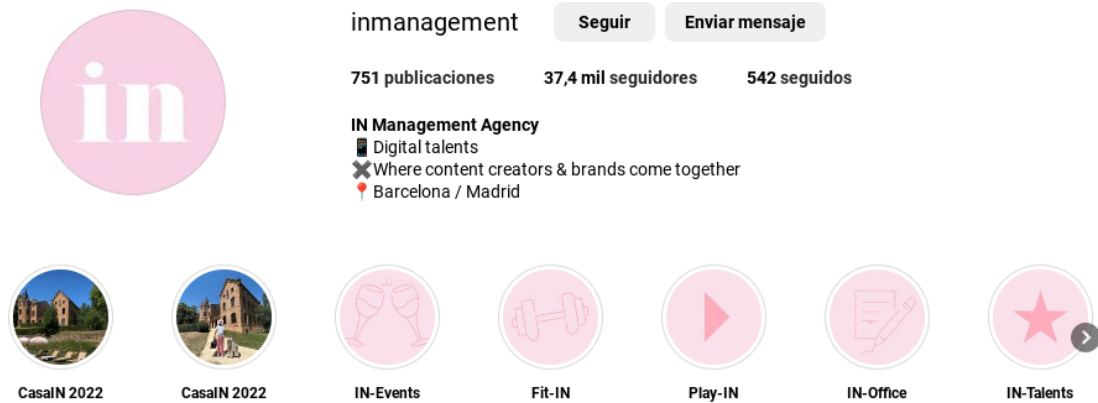 in
inmanagement Seguir Enviar mensaje
751 publicaciones 37,4 mil seguidores 542 seguidos
IN Management Agency
Digital talents
Where content creators & brands come together
Barcelona / Madrid
CasaIN 2022 CasaIN 2022 IN-Events Fit-IN Play-IN IN-Office IN-Talents